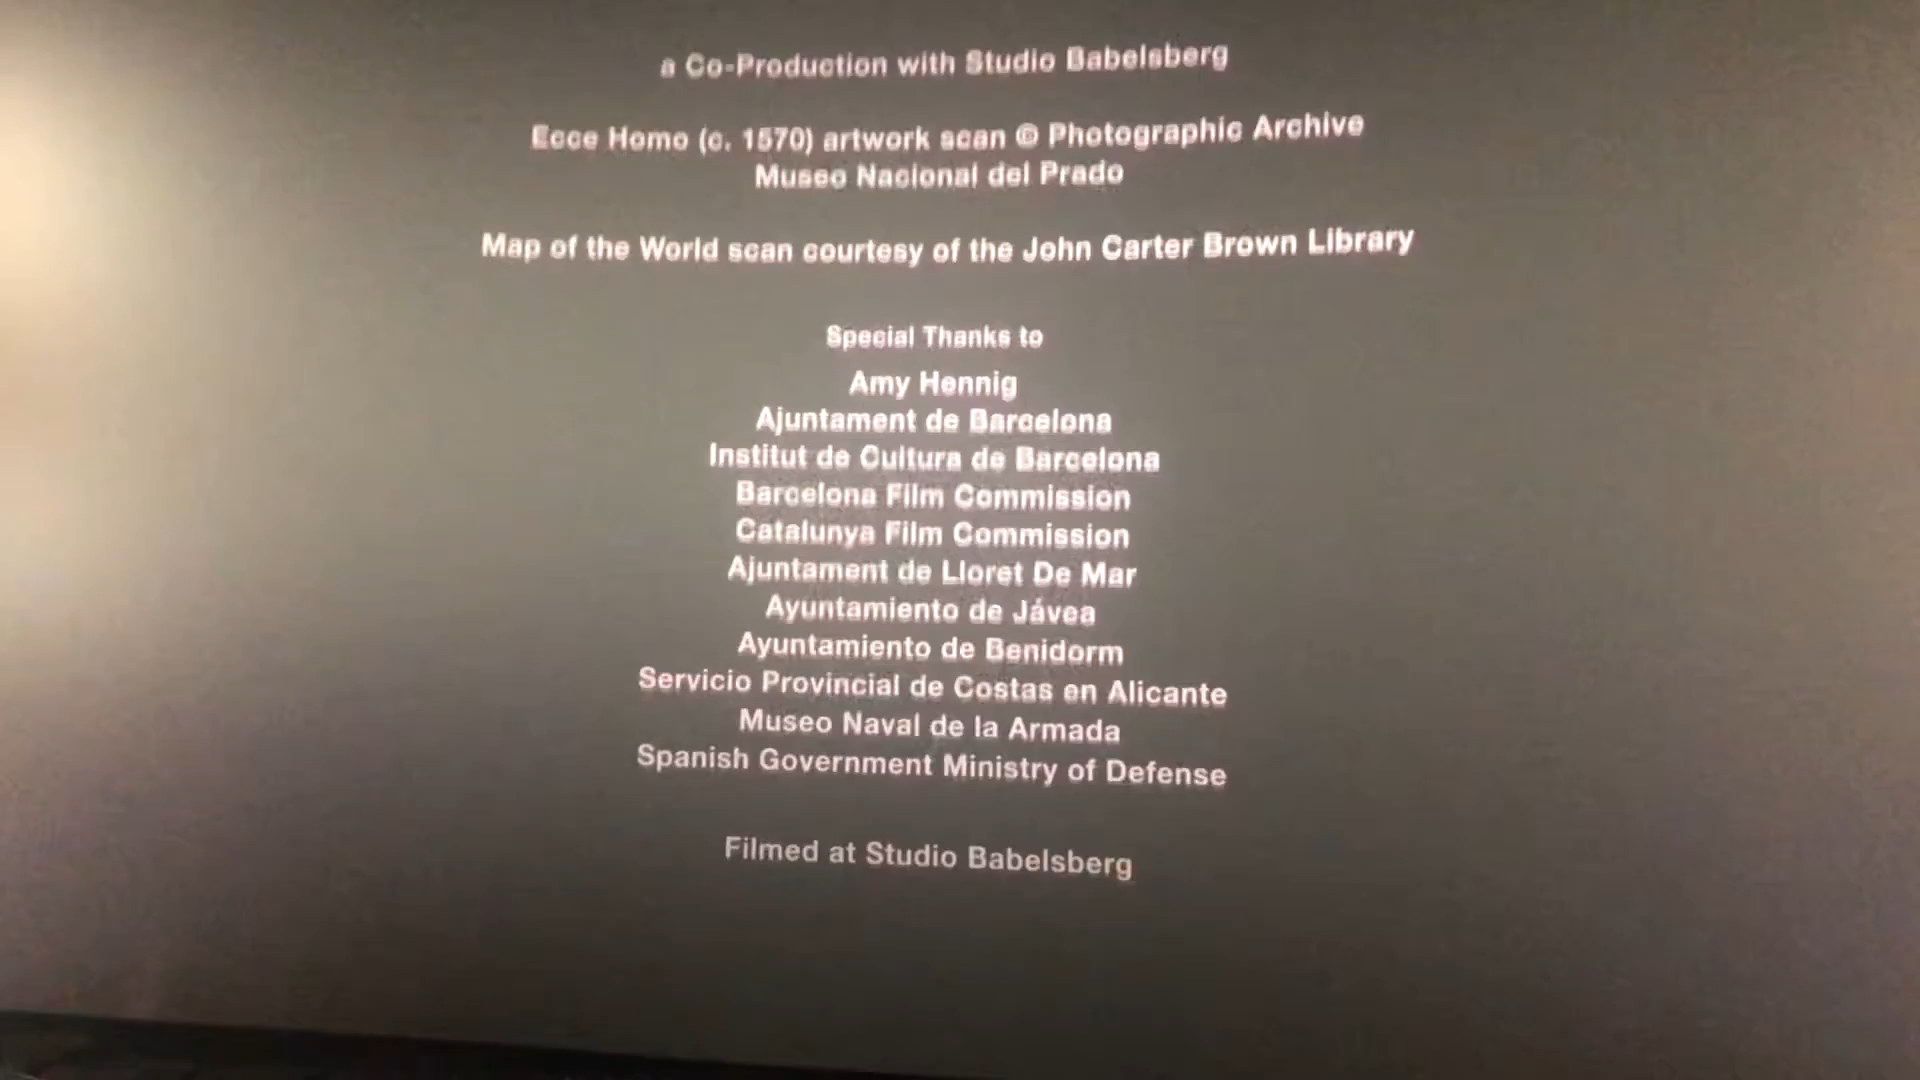 a Co-Production with Studio Babelsberg
Ecce Homo (c. 1570) artwork scan © Photographic Archive
Museo Nacional del Prado
Map of the World scan courtesy of the John Carter Brown Library
Special Thanks to
Amy Hennig
Ajuntament de Barcelona
Institut de Cultura de Barcelona
Barcelona Film Commission
Catalunya Film Commission
Ajuntament de Lloret De Mar
Ayuntamiento de Jávea
Ayuntamiento de Benidorm
Servicio Provincial de Costas en Alicante
Museo Naval de la Armada
Spanish Government Ministry of Defense
Filmed at Studio Babelsberg